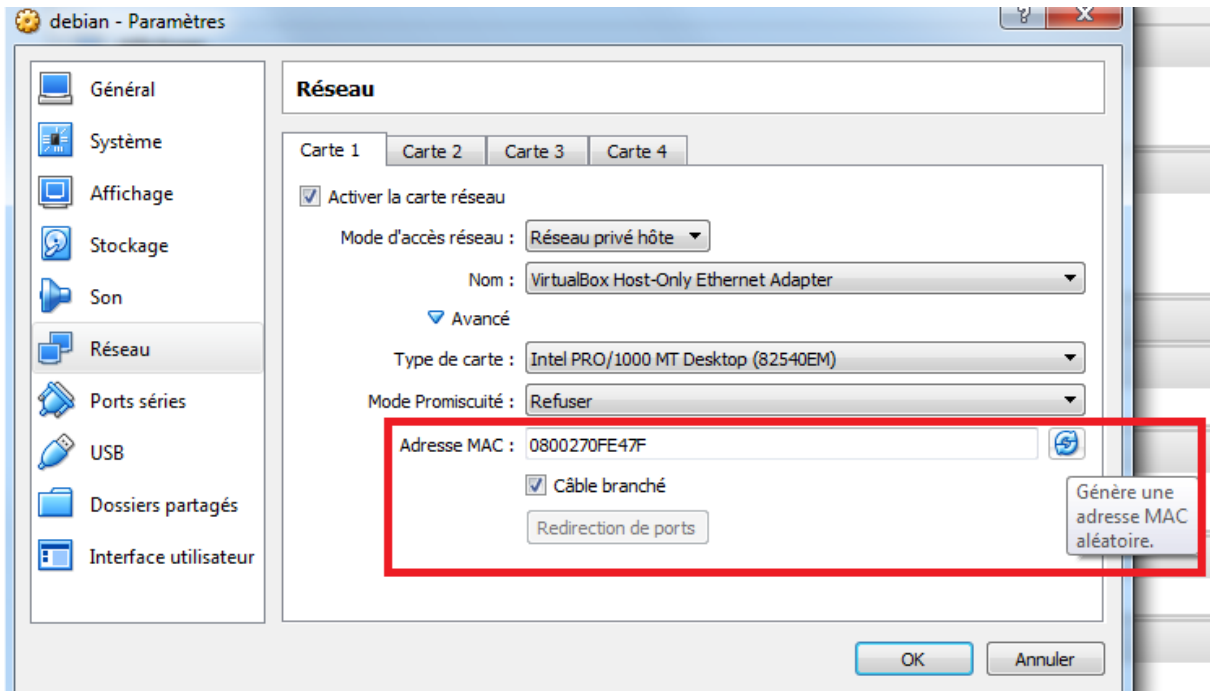 debian - Paramètres
?
X
Général
Système
Affichage
Stockage
Son
Réseau
Ports séries
USB
Dossiers partagés
Interface utilisateur
Réseau
Carte 1 Carte 2 Carte 3 Carte 4
Activer la carte réseau
Mode d'accès réseau : Réseau privé hôte
Nom : VirtualBox Host-Only Ethernet Adapter
Avancé
Type de carte : Intel PRO/1000 MT Desktop (82540EM)
Mode Promiscuité : Refuser
Adresse MAC : 0800270FE47F
Câble branché
Redirection de ports
Génère une
adresse MAC
aléatoire.
OK Annuler